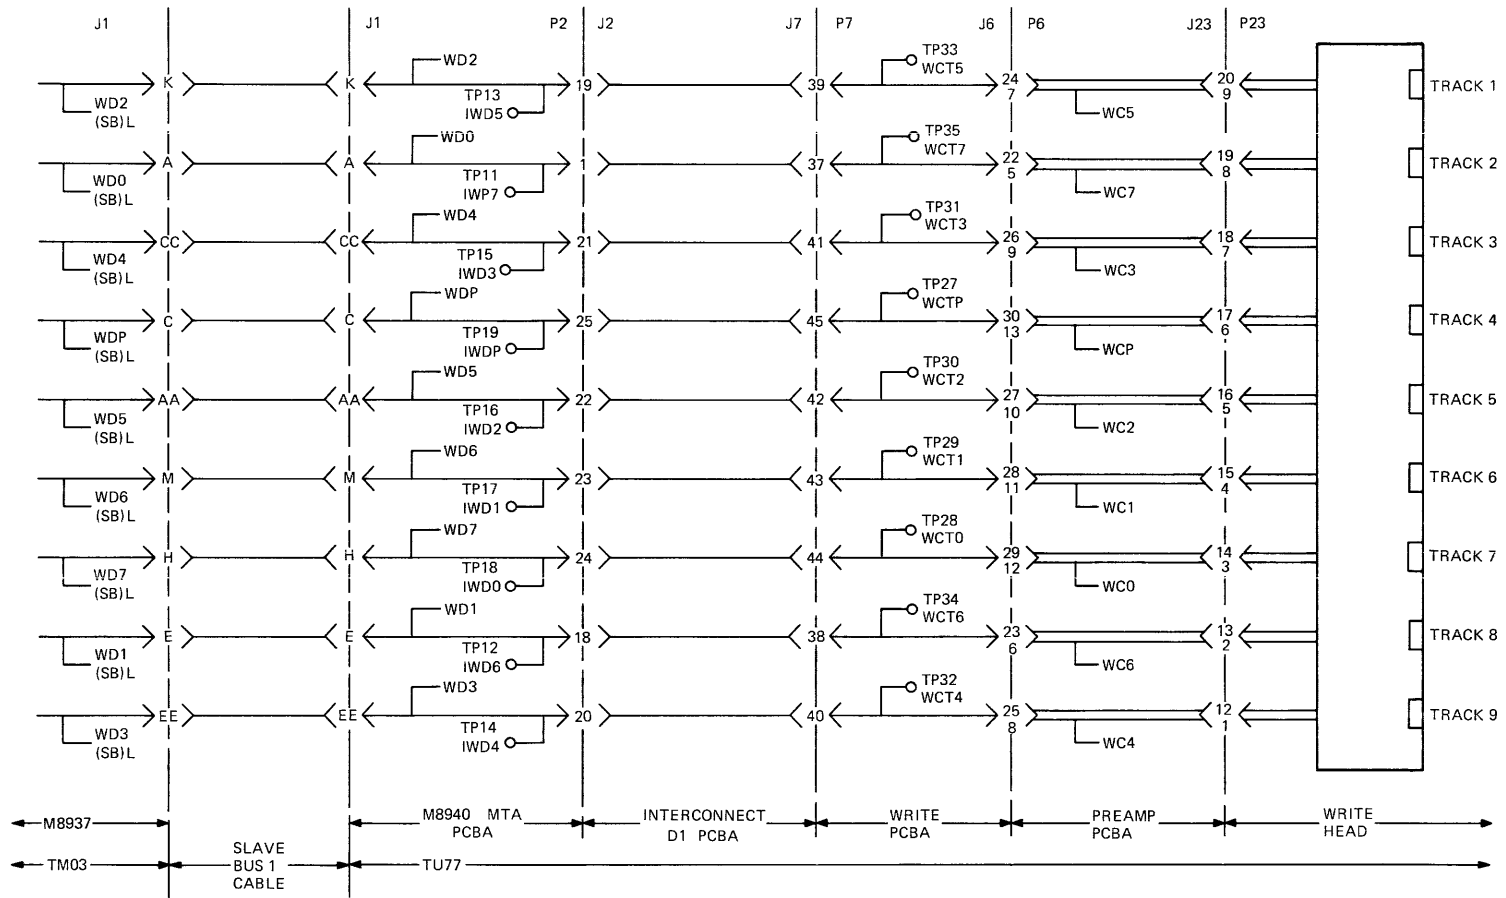 J1 J1 P2 J2 J7 P7 J6 P6 J23 P23
WD2 TP33
WCT5
K K 19 39 24 20 TRACK 1
7 9
WD2 TP13 WC5
(SB)L IWD5
WD0 TP35
WCT7
A A 1 37 22 19 TRACK 2
5 8
WD0 TP11 WC7
(SB)L IWP7
WD4 TP31
WCT3
CC CC 21 41 26 18 TRACK 3
9 7
WD4 TP15 WC3
(SB)L IWD3
WDP TP27
WCTP
C C 25 45 30 17 TRACK 4
13 6
WDP TP19 WCP
(SB)L IWDP
WD5 TP30
WCT2
AA AA 22 42 27 16 TRACK 5
10 5
WD5 TP16 WC2
(SB)L IWD2
WD6 TP29
WCT1
M M 23 43 28 15 TRACK 6
11 4
WD6 TP17 WC1
(SB)L IWD1
WD7 TP28
WCT0
H H 24 44 29 14 TRACK 7
12 3
WD7 TP18 WC0
(SB)L IWD0
WD1 TP34
WCT6
E E 18 38 23 13 TRACK 8
6 2
WD1 TP12 WC6
(SB)L IWD6
WD3 TP32
WCT4
EE EE 20 40 25 12 TRACK 9
8 1
WD3 TP14 WC4
(SB)L IWD4
M8937 M8940 MTA INTERCONNECT WRITE PREAMP WRITE
PCBA D1 PCBA PCBA PCBA HEAD
TM03 SLAVE TU77
BUS 1
CABLE